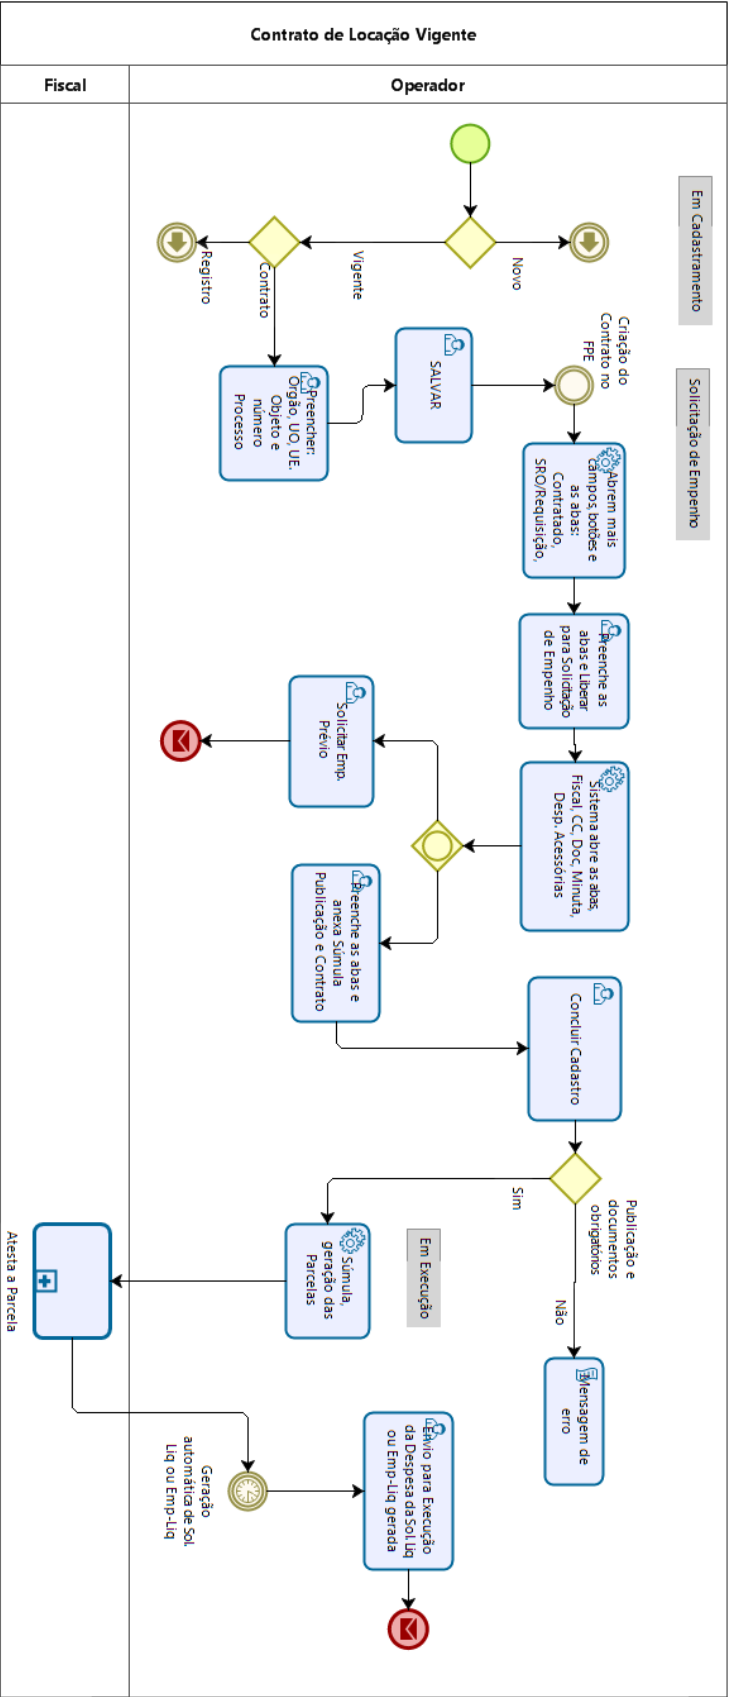 Contrato de Locação Vigente
Fiscal
Operador
Em Cadastramento
Novo
Vigente
Registro
Contrato
Solicitação de Empenho
Criação do
Contrato no
FPE
SALVAR
Preencher:
Orgão, UO, UE.
Objeto e
número
Processo
Abrem mais
campos, botões e
as abas:
Contratado,
SRO/Requisição,
Preenche as
abas e Liberar
para Solicitação
de Empenho
Sistema abre as abas,
Fiscal, CC, Doc, Minuta,
Desp. Acessórias
Solicitar Emp.
Prévio
Preenche as abas e
anexa Súmula
Publicação e Contrato
Concluir Cadastro
Publicação e
documentos
obrigatórios
Sim
Não
Em Execução
Súmula,
geração das
Parcelas
Mensagem de
erro
Atesta a Parcela
Geração
automática de Sol.
Liq ou Emp-Liq
Envio para Execução
da Despesa da Sol. Liq
ou Emp-Liq gerada